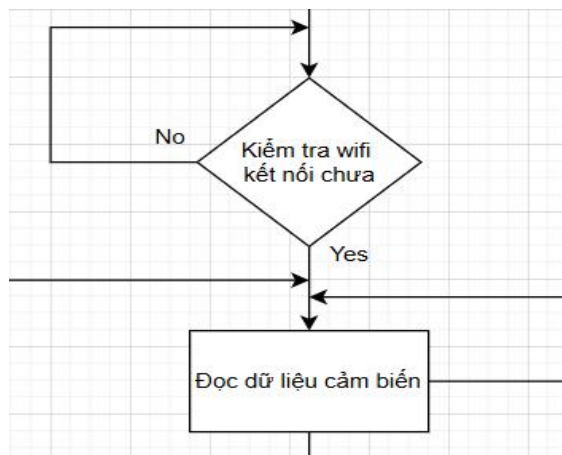 No
Kiểm tra wifi
kết nối chưa
Yes
Đọc dữ liệu cảm biến